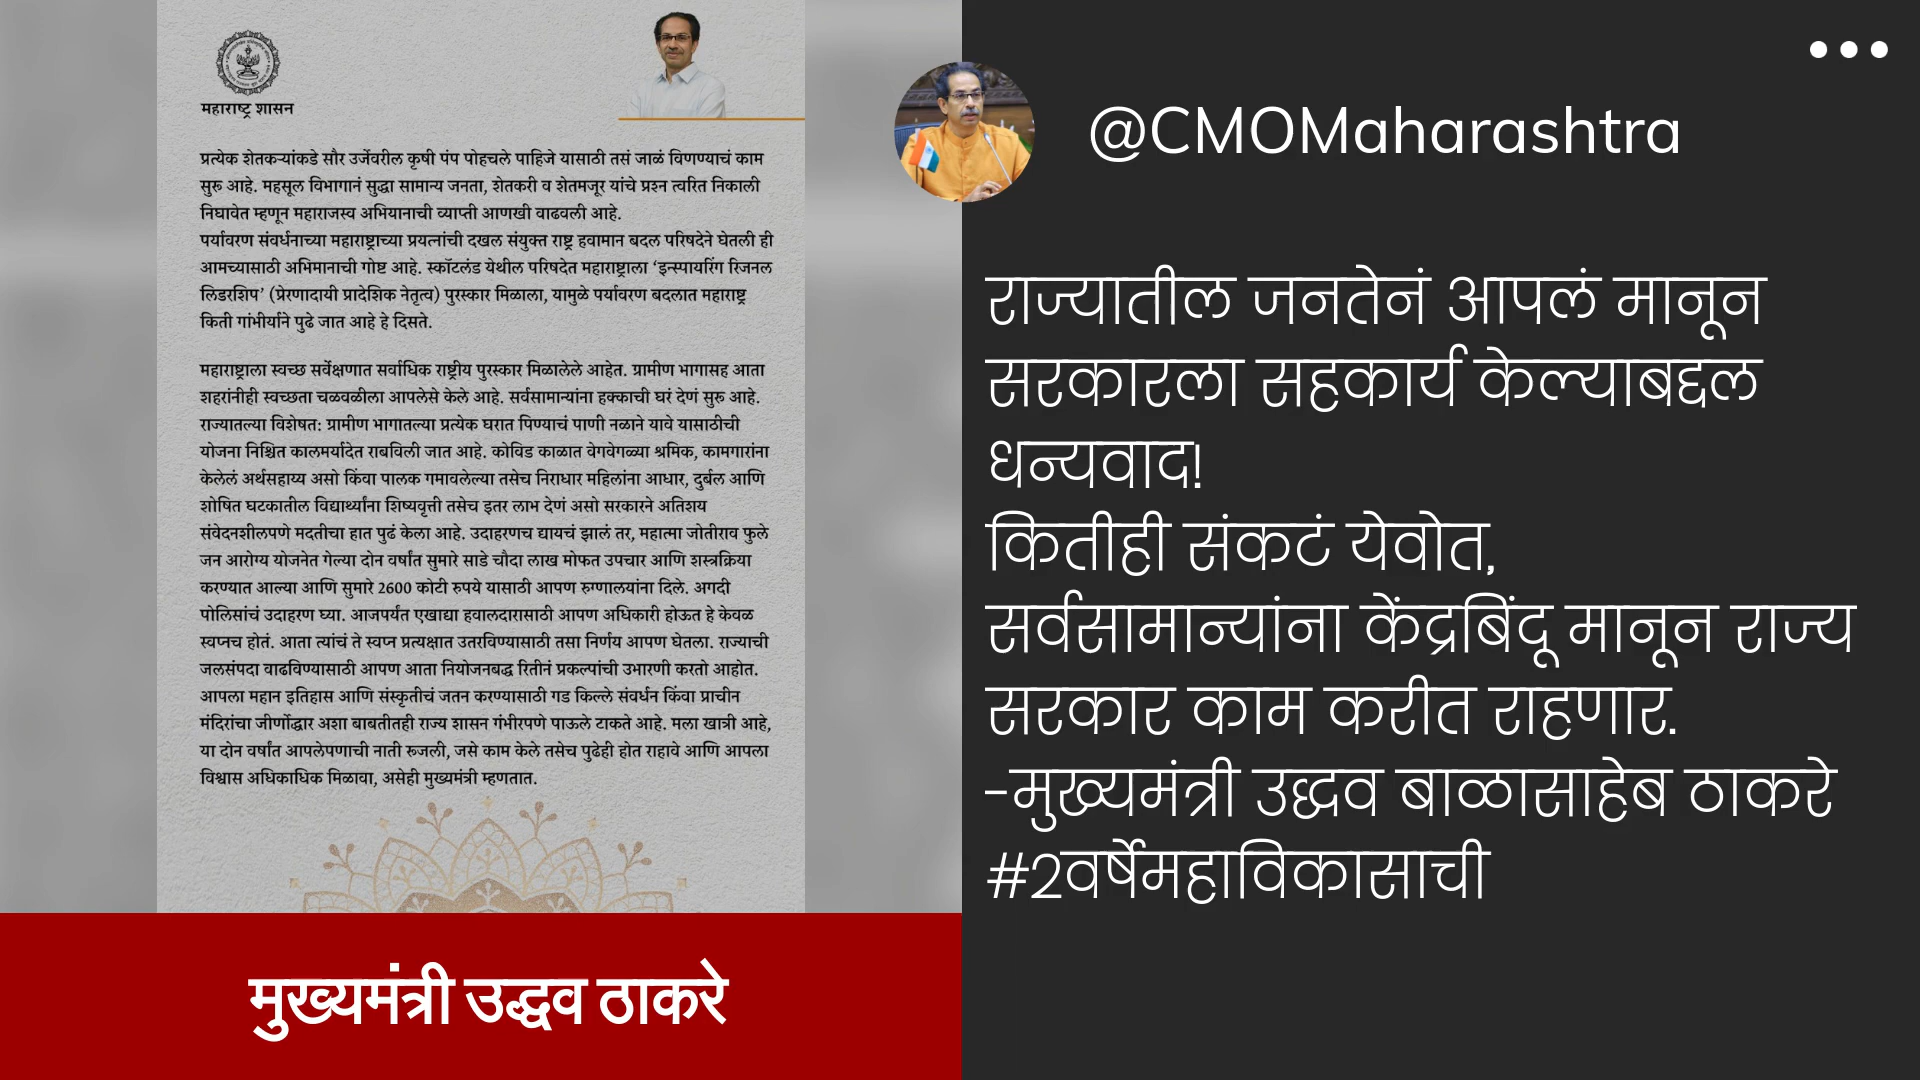 महाराष्ट्र शासन
प्रत्येक शेतकऱ्यांकडे सौर उर्जेवरील कृषी पंप पोहचले पाहिजे यासाठी तसं जाळं विणण्याचं काम
सुरू आहे. महसूल विभागानं सुद्धा सामान्य जनता, शेतकरी व शेतमजूर यांचे प्रश्न त्वरित निकाली
निघावेत म्हणून महाराजस्व अभियानाची व्याप्ती आणखी वाढवली आहे.
पर्यावरण संवर्धनाच्या महाराष्ट्राच्या प्रयत्नांची दखल संयुक्त राष्ट्र हवामान बदल परिषदेने घेतली ही
आमच्यासाठी अभिमानाची गोष्ट आहे. स्कॉटलंड येथील परिषदेत महाराष्ट्राला ‘इन्स्पायरिंग रिजनल
लिडरशिप’ (प्रेरणादायी प्रादेशिक नेतृत्व) पुरस्कार मिळाला, यामुळे पर्यावरण बदलात महाराष्ट्र
किती गांभीर्याने पुढे जात आहे हे दिसते.
महाराष्ट्राला स्वच्छ सर्वेक्षणात सर्वाधिक राष्ट्रीय पुरस्कार मिळालेले आहेत. ग्रामीण भागासह आता
शहरांनीही स्वच्छता चळवळीला आपलेसे केले आहे. सर्वसामान्यांना हक्काची घरं देणं सुरू आहे.
राज्यातल्या विशेषत: ग्रामीण भागातल्या प्रत्येक घरात पिण्याचं पाणी नळाने यावे यासाठीची
योजना निश्चित कालमर्यादेत राबविली जात आहे. कोविड काळात वेगवेगळ्या श्रमिक, कामगारांना
केलेलं अर्थसहाय्य असो किंवा पालक गमावलेल्या तसेच निराधार महिलांना आधार, दुर्बल आणि
शोषित घटकातील विद्यार्थ्यांना शिष्यवृत्ती तसेच इतर लाभ देणं असो सरकारने अतिशय
संवेदनशीलपणे मदतीचा हात पुढं केला आहे. उदाहरणच द्यायचं झालं तर, महात्मा जोतीराव फुले
जन आरोग्य योजनेत गेल्या दोन वर्षांत सुमारे साडे चौदा लाख मोफत उपचार आणि शस्त्रक्रिया
करण्यात आल्या आणि सुमारे 2600 कोटी रुपये यासाठी आपण रुग्णालयांना दिले. अगदी
पोलिसांचं उदाहरण घ्या. आजपर्यंत एखाद्या हवालदारासाठी आपण अधिकारी होऊत हे केवळ
स्वप्नच होतं. आता त्यांचं ते स्वप्न प्रत्यक्षात उतरविण्यासाठी तसा निर्णय आपण घेतला. राज्याची
जलसंपदा वाढविण्यासाठी आपण आता नियोजनबद्ध रितीनं प्रकल्पांची उभारणी करतो आहोत.
आपला महान इतिहास आणि संस्कृतीचं जतन करण्यासाठी गड किल्ले संवर्धन किंवा प्राचीन
मंदिरांचा जीर्णोद्धार अशा बाबतीतही राज्य शासन गंभीरपणे पाऊले टाकते आहे. मला खात्री आहे,
या दोन वर्षांत आपलेपणाची नाती रूजली, जसे काम केले तसेच पुढेही होत राहावे आणि आपला
विश्वास अधिकाधिक मिळावा, असेही मुख्यमंत्री म्हणतात.
मुख्यमंत्री उद्धव ठाकरे
@CMOMaharashtra
राज्यातील जनतेनं आपलं मानून
सरकारला सहकार्य केल्याबद्दल
धन्यवाद!
कितीही संकटं येवोत,
सर्वसामान्यांना केंद्रबिंदू मानून राज्य
सरकार काम करीत राहणार.
-मुख्यमंत्री उद्धव बाळासाहेब ठाकरे
#2वर्षेमहाविकासाची